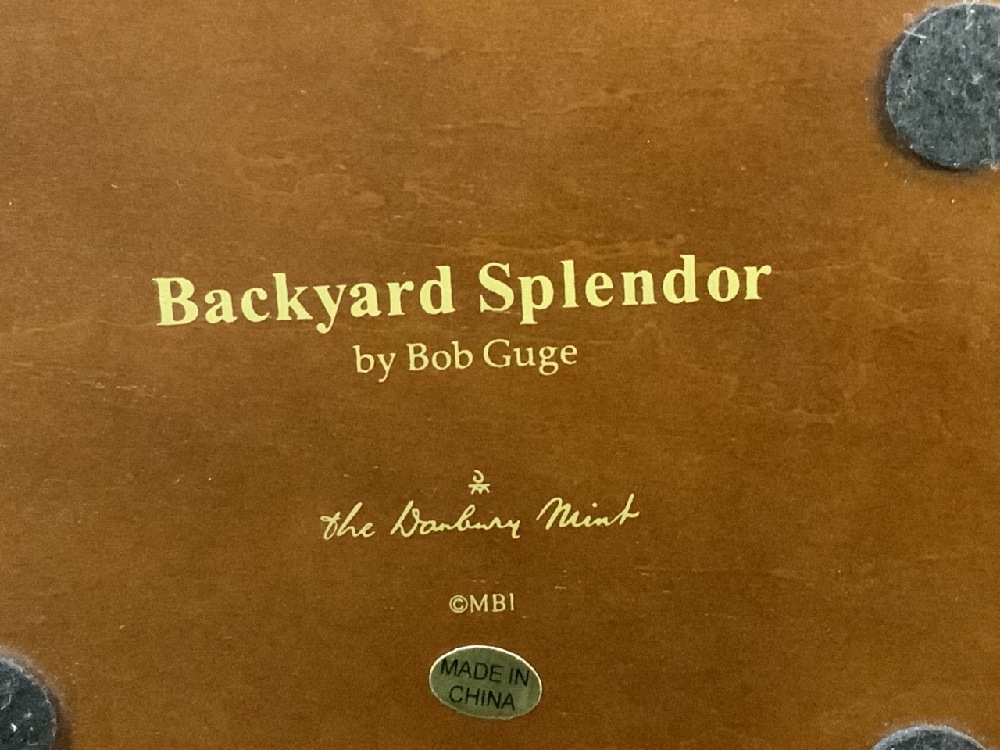 Backyard Splendor
by Bob Guge
the Danbury Mint
©MBI
MADE IN
CHINA